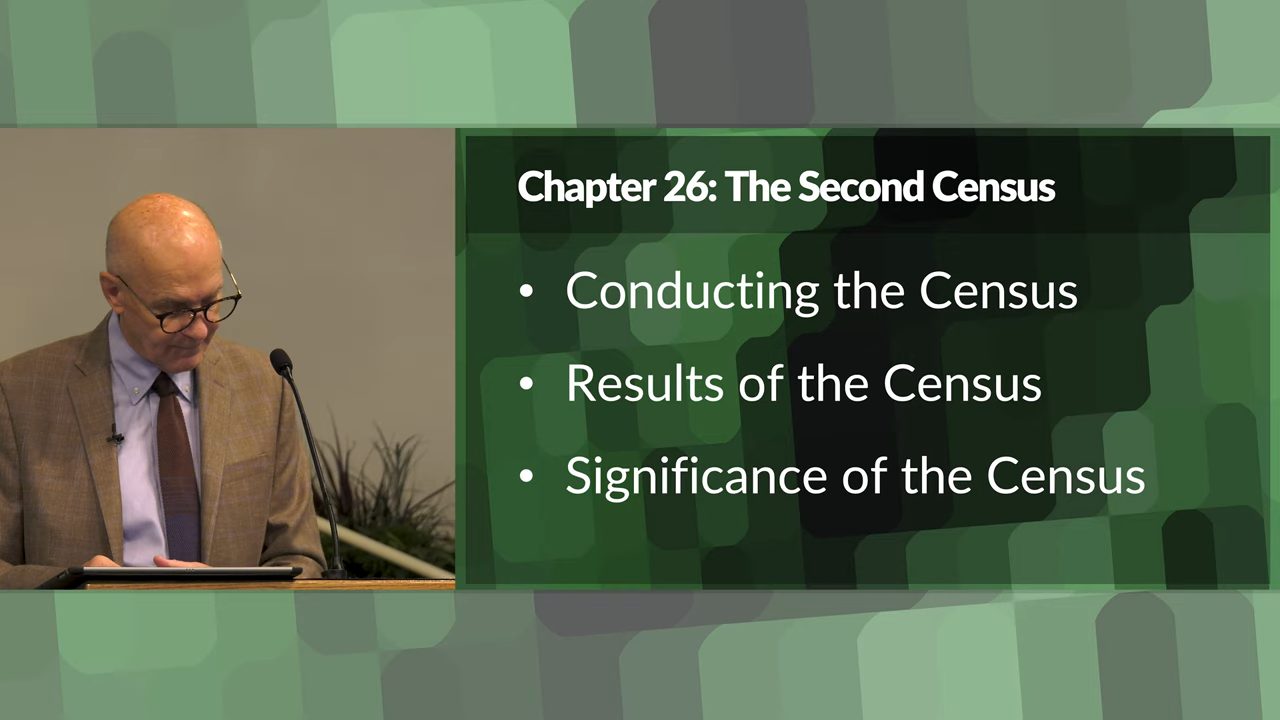 Chapter 26: The Second Census
• Conducting the Census
• Results of the Census
• Significance of the Census